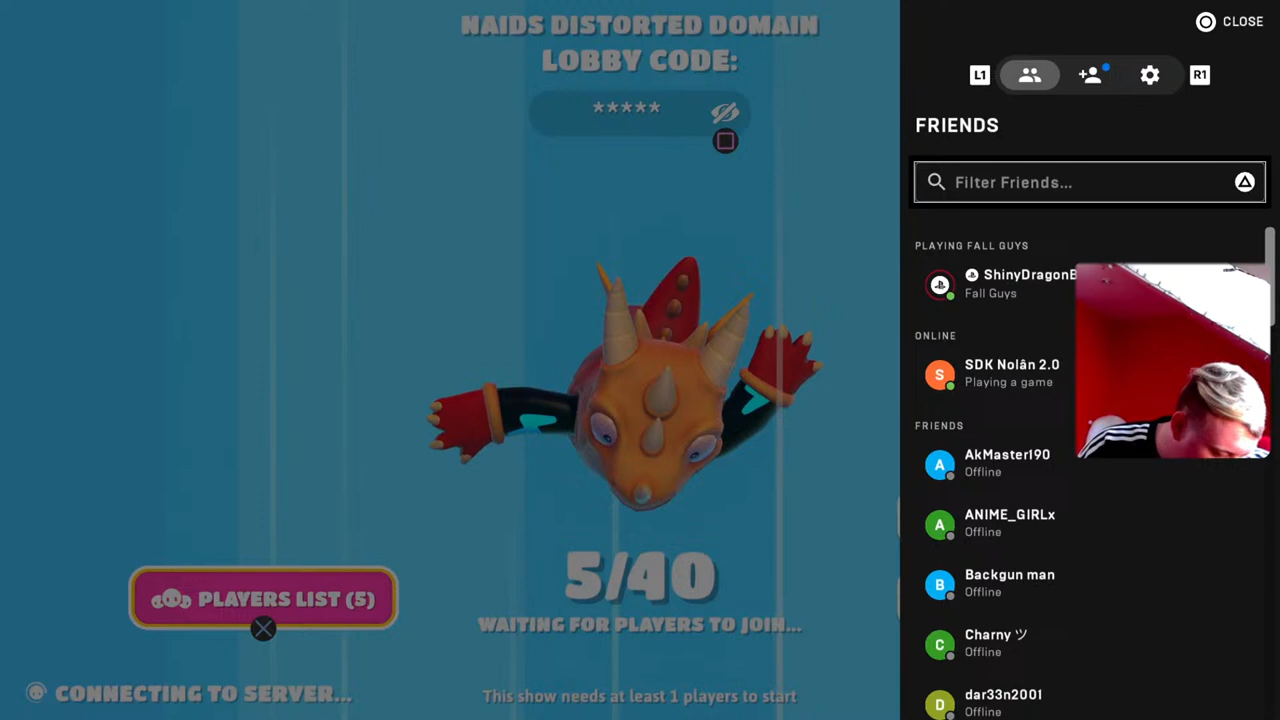 NAIDS DISTORTED DOMAIN
LOBBY CODE:
*****
PLAYERS LIST (5)
5/40
WAITING FOR PLAYERS TO JOIN...
CONNECTING TO SERVER...
This show needs at least 1 players to start
CLOSE
L1
R1
FRIENDS
Filter Friends...
PLAYING FALL GUYS
ShinyDragonB
Fall Guys
ONLINE
S
SDK Nolân 2.0
Playing a game
FRIENDS
A
AkMaster190
Offline
A
ANIME_GIRLx
Offline
B
Backgun man
Offline
C
Charny ツ
Offline
D
dar33n2001
Offline